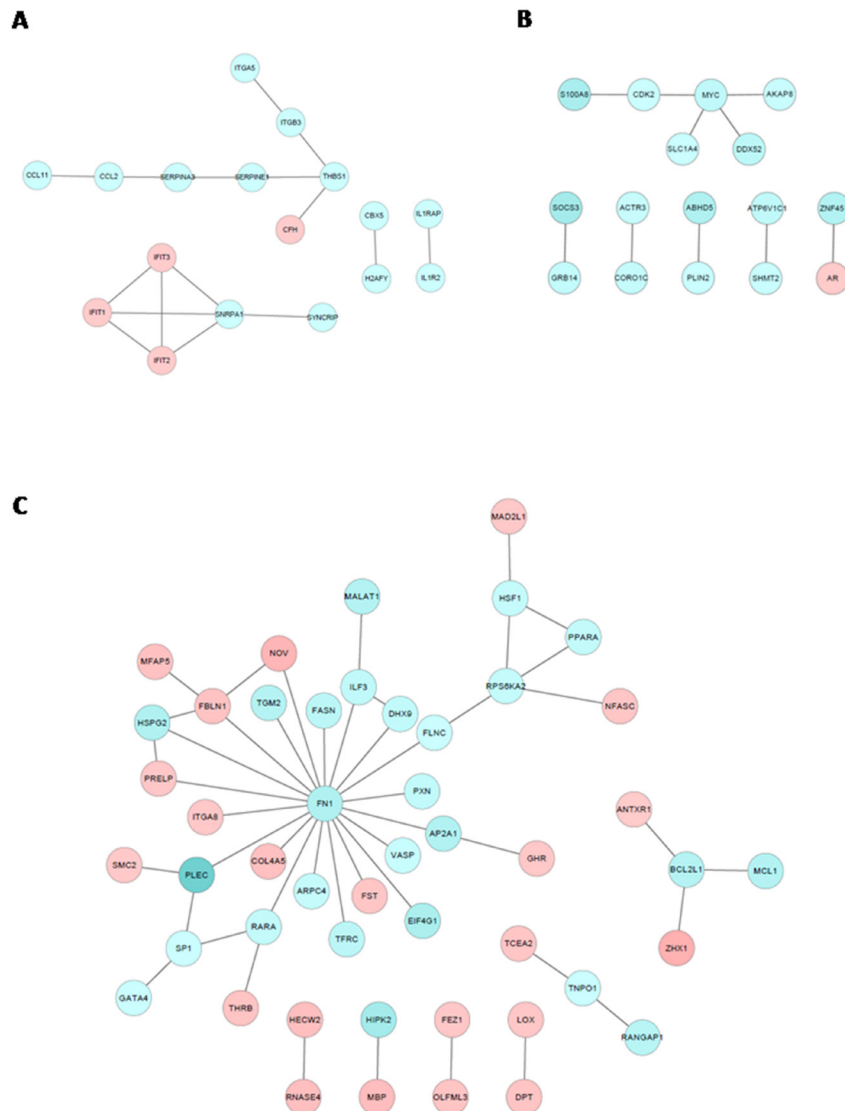 A
B
ITGA5
ITGB3
CCL11
CCL2
SERPINA3
SERPINE1
THBS1
CFH
CBX5
IL1RAP
H2AFY
IL1R2
IFIT3
IFIT1
SNRPA1
SYNCRIP
IFIT2
S100A8
CDK2
MYC
AKAP8
SLC1A4
DDX52
SOCS3
ACTR3
ABHD5
ATP6V1C1
ZNF45
GRB14
CORO1C
PLIN2
SHMT2
AR
C
MAD2L1
MALAT1
HSF1
PPARA
MFAP5
NOV
ILF3
RPS6KA2
FBLN1
TGM2
FASN
DHX9
NFASC
HSPG2
FLNC
PRELP
PXN
FN1
ITGA8
ANTXR1
AP2A1
COL4A5
VASP
GHR
SMC2
PLEC
BCL2L1
MCL1
ARPC4
FST
EIF4G1
RARA
TFRC
SP1
TCEA2
ZHX1
GATA4
THRB
TNPO1
HECW2
HIPK2
FEZ1
LOX
RANGAP1
RNASE4
MBP
OLFML3
DPT